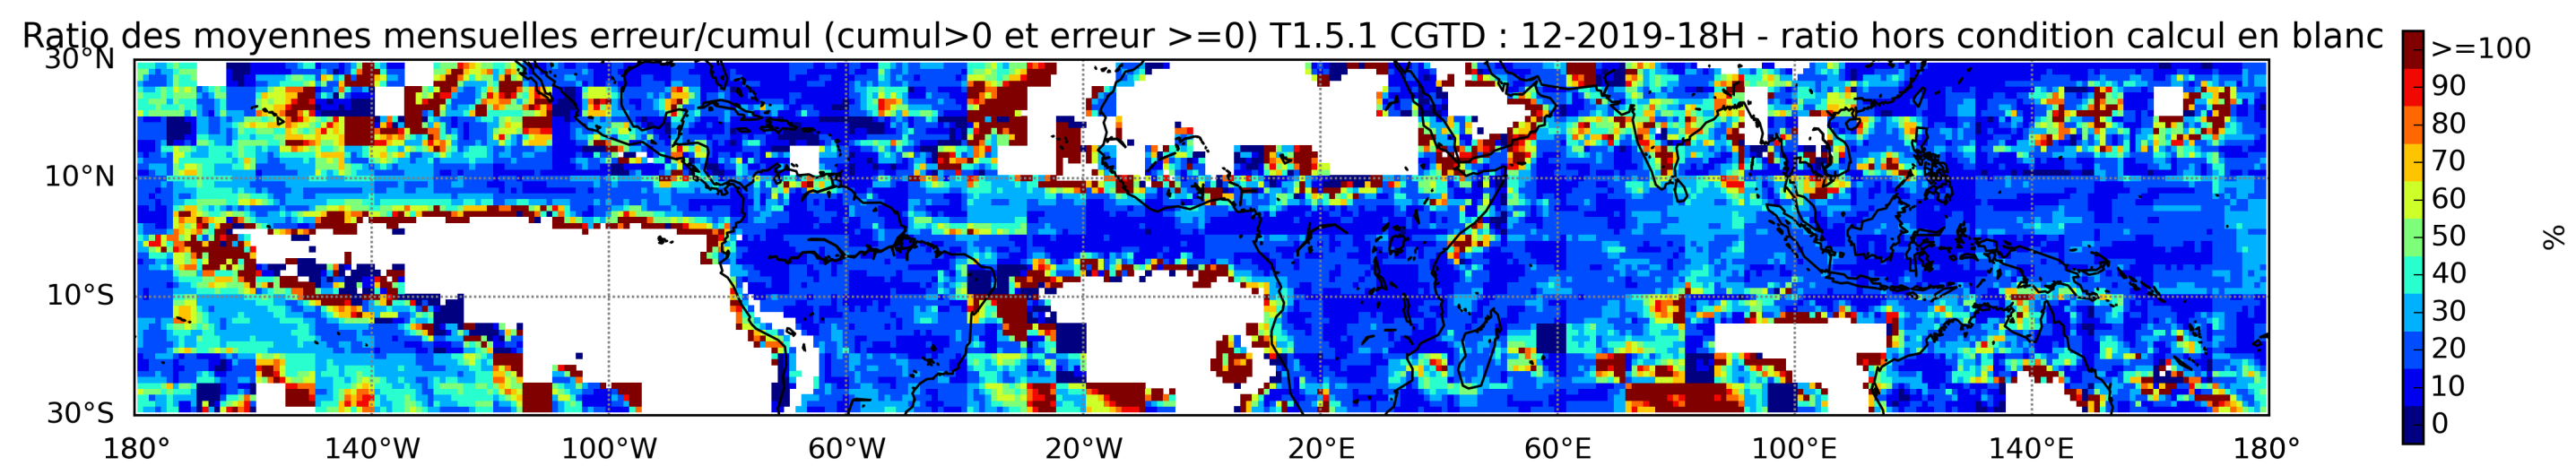 Ratio des moyennes mensuelles erreur/cumul (cumul>0 et erreur >=0) T1.5.1 CGTD : 12-2019-18H - ratio hors condition calcul en blanc
30°N
10°N
10°S
30°S
180°
140°W
100°W
60°W
20°W
20°E
60°E
100°E
140°E
180°
>=100
90
80
70
60
50
40
30
20
10
0
%